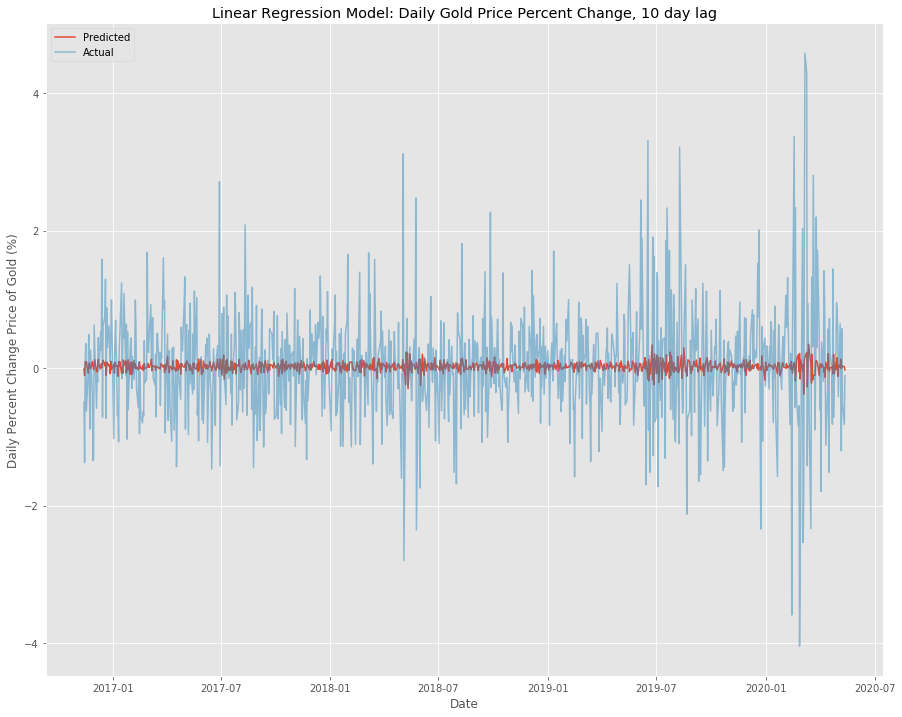 Linear Regression Model: Daily Gold Price Percent Change, 10 day lag
Predicted
Actual
Daily Percent Change Price of Gold (%)
4
2
0
−2
−4
2017-01
2017-07
2018-01
2018-07
2019-01
2019-07
2020-01
2020-07
Date